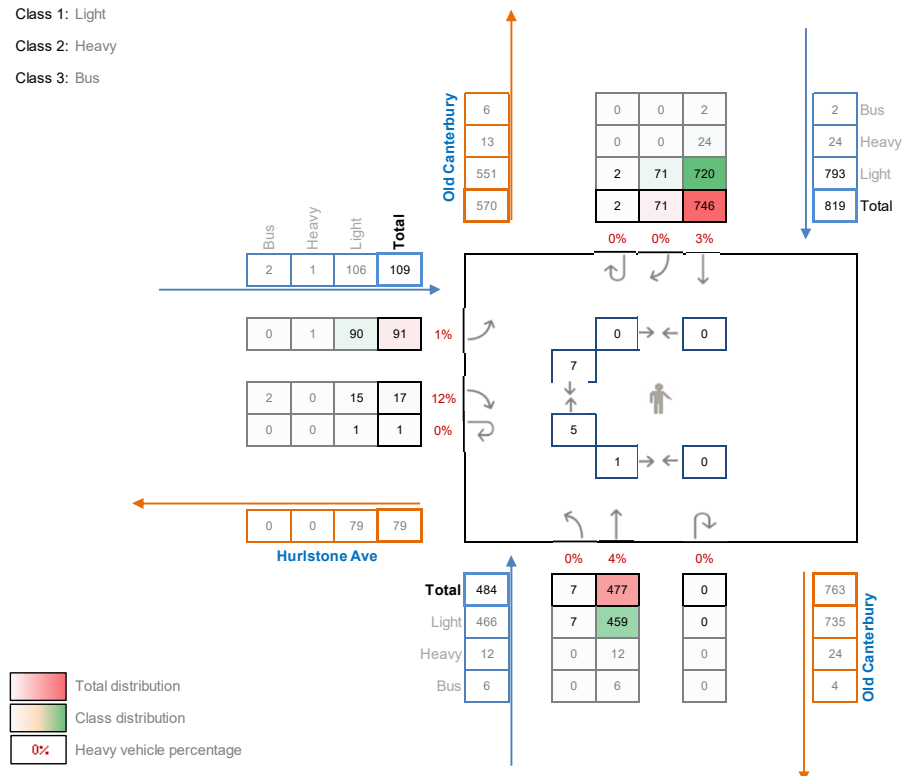 Class 1: Light
Class 2: Heavy
Class 3: Bus
Old Canterbury
6 0 0 2 2 Bus
13 0 0 24 24 Heavy
551 2 71 720 793 Light
570 2 71 746 819 Total
0% 0% 3%
Bus Heavy Light Total
2 1 106 109
0 1 90 91 1%
0 0
7
2 0 15 17 12%
0 0 1 1 0%
5
1 0
0 0 79 79
Hurlstone Ave
0% 4% 0%
Total 484 7 477 0 763
Light 466 7 459 0 735
Heavy 12 0 12 0 24
Bus 6 0 6 0 4
Old Canterbury
Total distribution
Class distribution
0% Heavy vehicle percentage